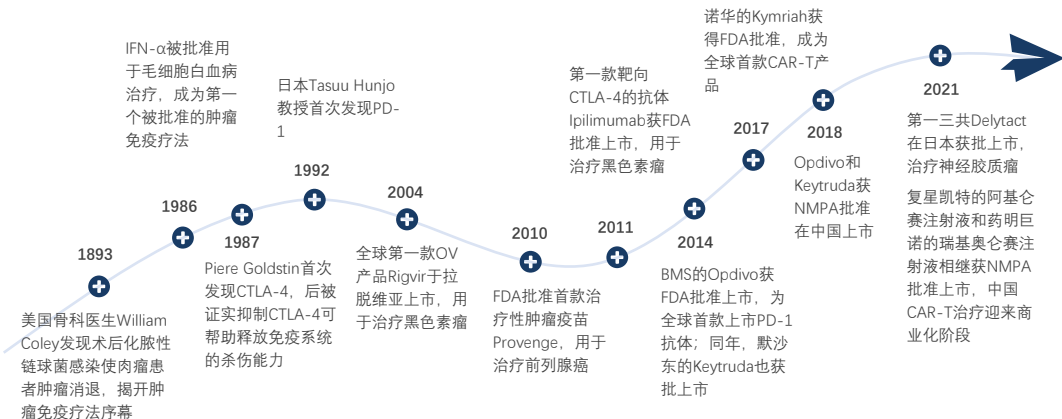 1893
美国骨科医生William
Coley发现术后化脓性
链球菌感染使肉瘤患
者肿瘤消退，揭开肿
瘤免疫疗法序幕
IFN-α被批准用
于毛细胞白血病
治疗，成为第一
个被批准的肿瘤
免疫疗法
1986
1987
Piere Goldstin首次
发现CTLA-4，后被
证实抑制CTLA-4可
帮助释放免疫系统
的杀伤能力
日本Tasuu Hunjo
教授首次发现PD-
1
1992
2004
全球第一款OV
产品Rigvir于拉
脱维亚上市，用
于治疗黑色素瘤
2010
FDA批准首款治
疗性肿瘤疫苗
Provenge，用于
治疗前列腺癌
第一款靶向
CTLA-4的抗体
Ipilimumab获FDA
批准上市，用于
治疗黑色素瘤
2011
2014
BMS的Opdivo获
FDA批准上市，为
全球首款上市PD-1
抗体；同年，默沙
东的Keytruda也获
批上市
诺华的Kymriah获
得FDA批准，成为
全球首款CAR-T产
品
2017
2018
Opdivo和
Keytruda获
NMPA批准
在中国上市
2021
第一三共Delytact
在日本获批上市，
治疗神经胶质瘤
复星凯特的阿基仑
赛注射液和药明巨
诺的瑞基奥仑赛注
射液相继获NMPA
批准上市，中国
CAR-T治疗迎来商
业化阶段